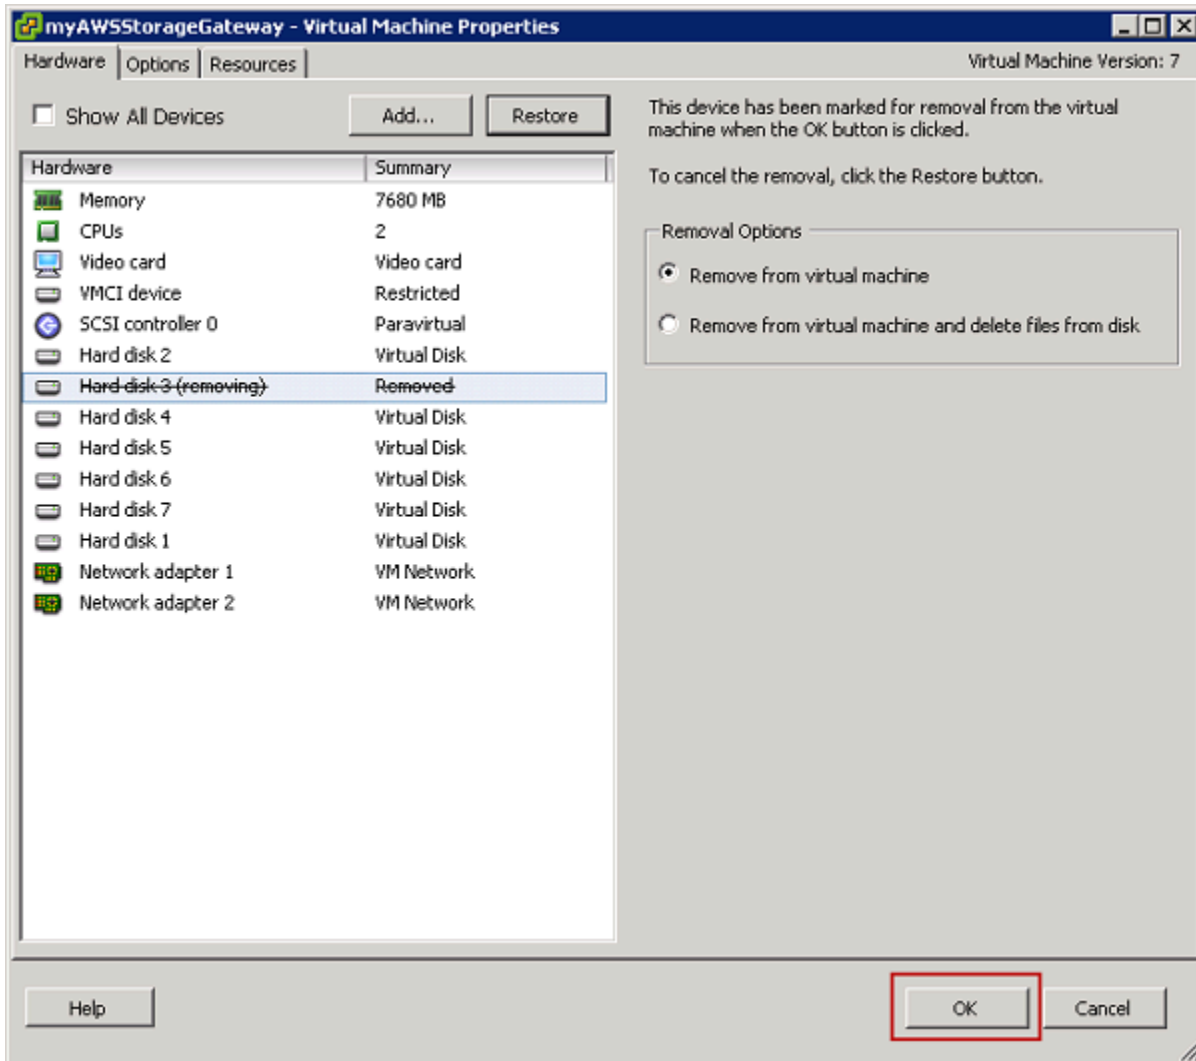 myAWSStorageGateway - Virtual Machine Properties
Hardware Options Resources
Virtual Machine Version: 7
Show All Devices
Add...
Restore
Hardware Summary
Memory 7680 MB
CPUs 2
Video card Video card
VMCI device Restricted
SCSI controller 0 Paravirtual
Hard disk 2 Virtual Disk
Hard disk 3 (removing) Removed
Hard disk 4 Virtual Disk
Hard disk 5 Virtual Disk
Hard disk 6 Virtual Disk
Hard disk 7 Virtual Disk
Hard disk 1 Virtual Disk
Network adapter 1 VM Network
Network adapter 2 VM Network
This device has been marked for removal from the virtual
machine when the OK button is clicked.
To cancel the removal, click the Restore button.
Removal Options
Remove from virtual machine
Remove from virtual machine and delete files from disk
Help
OK
Cancel